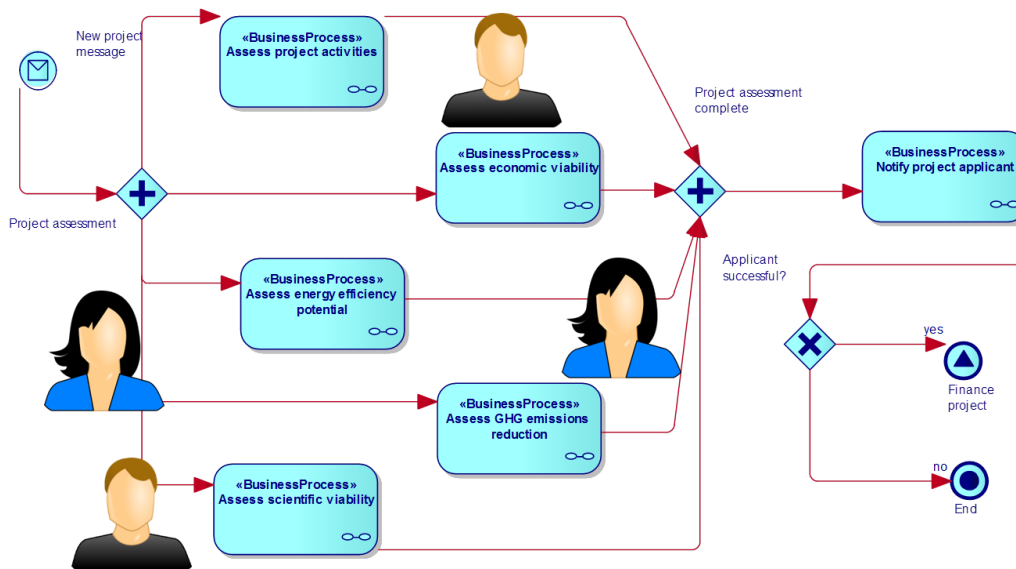 New project
message
«BusinessProcess»
Assess project activities
Project assessment
complete
«BusinessProcess»
Assess economic viability
«BusinessProcess»
Notify project applicant
Project assessment
«BusinessProcess»
Assess energy efficiency
potential
Applicant
successful?
yes
Finance
project
«BusinessProcess»
Assess GHG emissions
reduction
«BusinessProcess»
Assess scientific viability
no
End